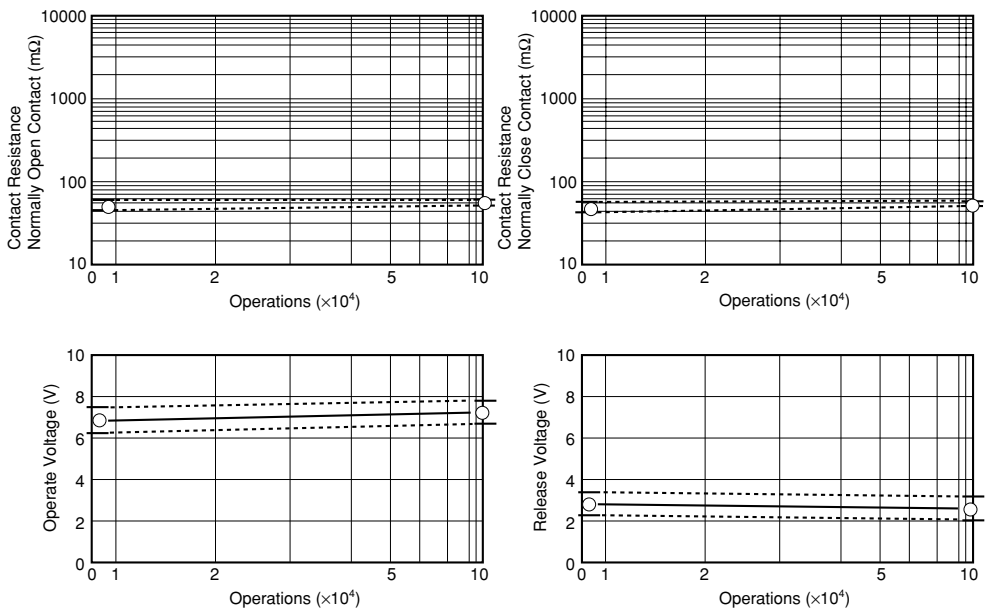 Contact Resistance
Normally Open Contact (mΩ)
10000
1000
100
10
0 1 2 5 10
Operations (×10⁴)
Contact Resistance
Normally Close Contact (mΩ)
10000
1000
100
10
0 1 2 5 10
Operations (×10⁴)
Operate Voltage (V)
10
8
6
4
2
0
0 1 2 5 10
Operations (×10⁴)
Release Voltage (V)
10
8
6
4
2
0
0 1 2 5 10
Operations (×10⁴)